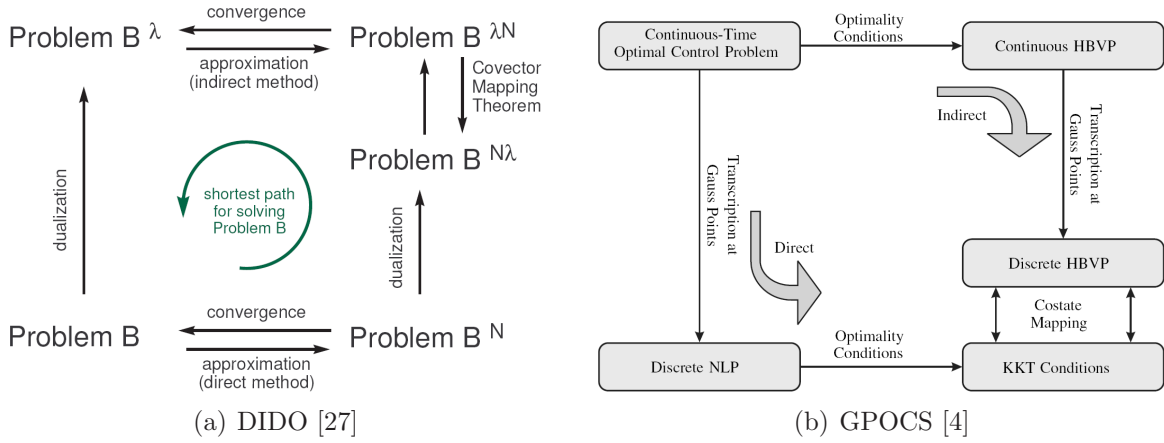 convergence
Problem B λ
Problem B λN
approximation
(indirect method)
Covector
Mapping
Theorem
Problem B Nλ
dualization
shortest path
for solving
Problem B
dualization
convergence
Problem B
Problem B N
approximation
(direct method)
(a) DIDO [27]
Continuous-Time
Optimal Control Problem
Optimality
Conditions
Continuous HBVP
Indirect
Transcription at
Gauss Points
Transcription at
Gauss Points
Direct
Discrete HBVP
Costate
Mapping
Discrete NLP
Optimality
Conditions
KKT Conditions
(b) GPOCS [4]